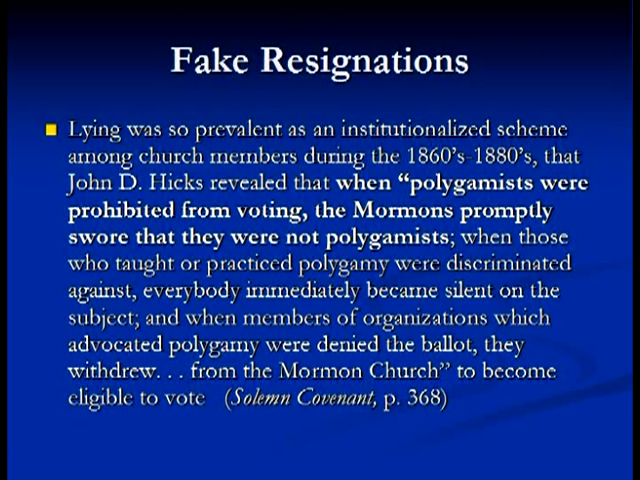 Fake Resignations
Lying was so prevalent as an institutionalized scheme
among church members during the 1860's-1880's, that
John D. Hicks revealed that when “polygamists were
prohibited from voting, the Mormons promptly
swore that they were not polygamists; when those
who taught or practiced polygamy were discriminated
against, everybody immediately became silent on the
subject; and when members of organizations which
advocated polygamy were denied the ballot, they
withdrew. . . from the Mormon Church” to become
eligible to vote (Solemn Covenant, p. 368)